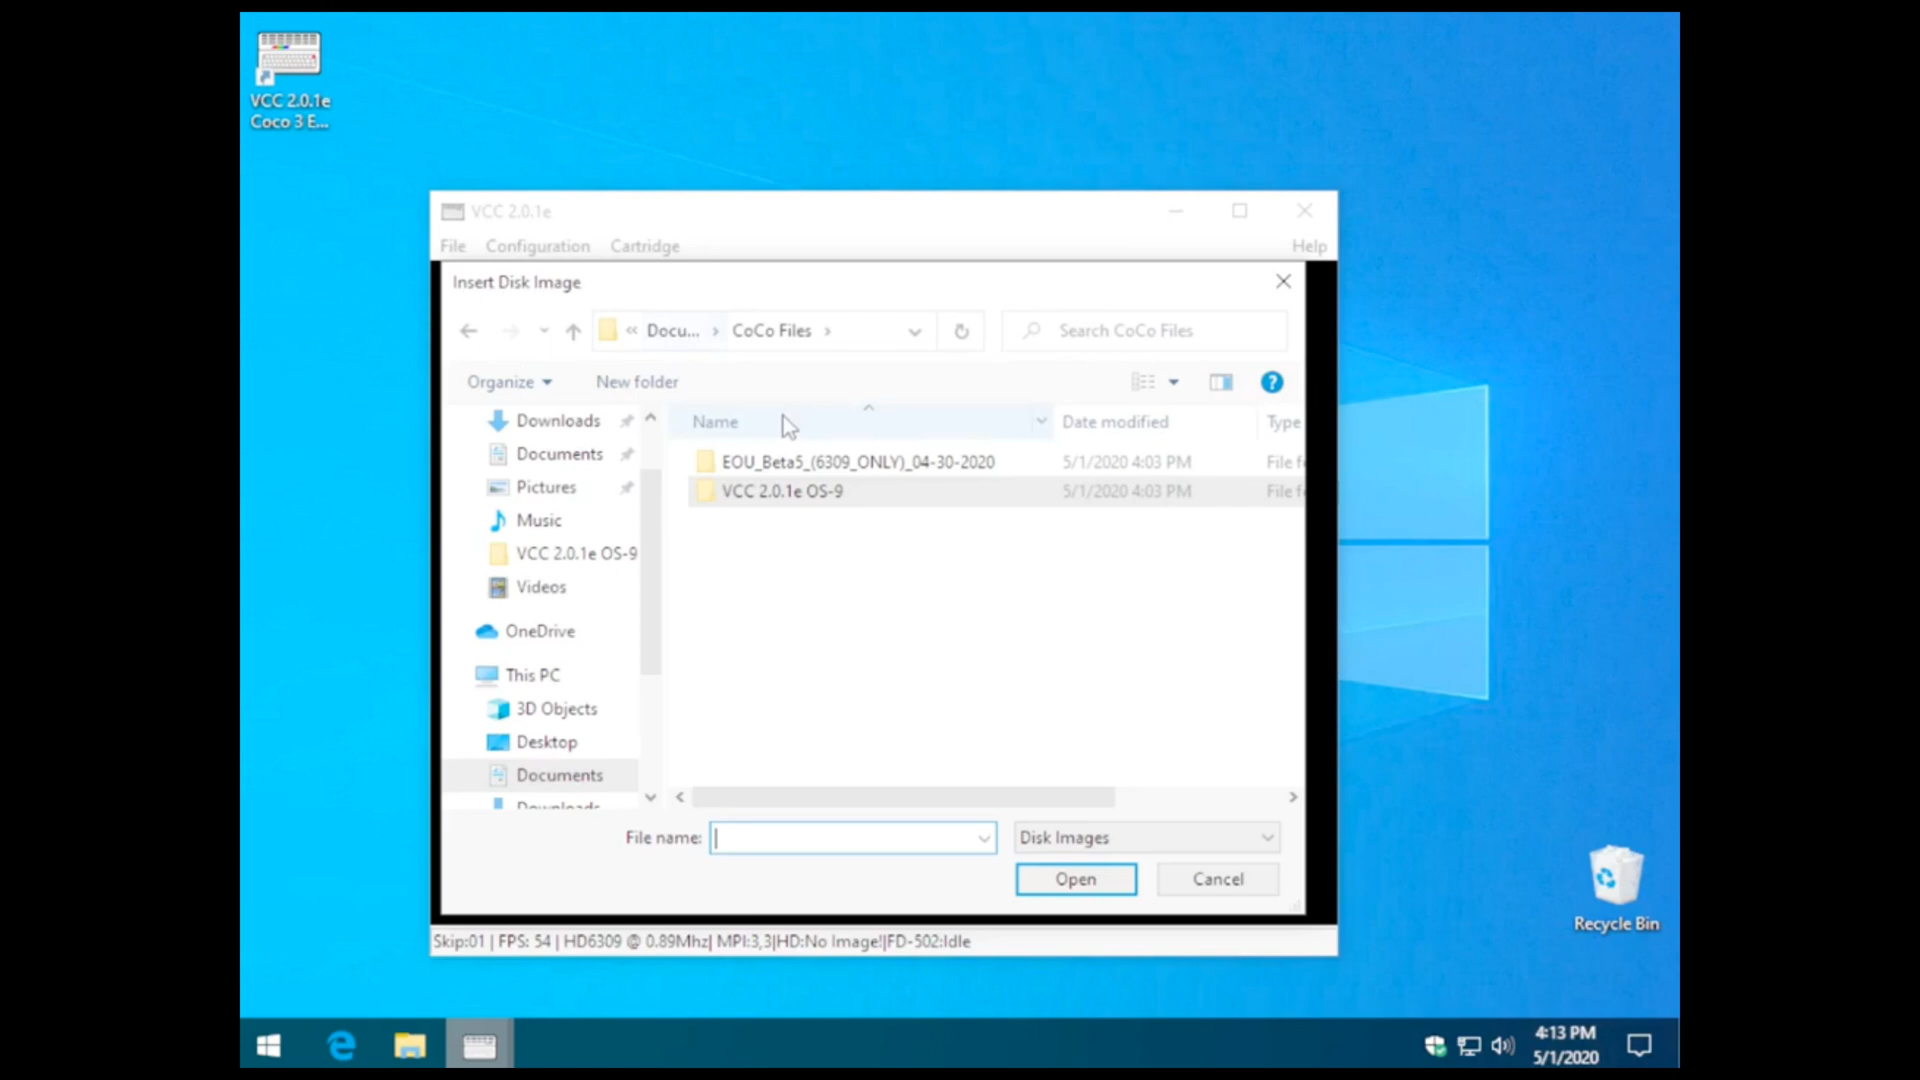 VCC 2.0.1e
Coco 3 E...
VCC 2.0.1e
File Configuration Cartridge Help
Insert Disk Image
« Docu... › CoCo Files › Search CoCo Files
Organize New folder
Downloads
Documents
Pictures
Music
VCC 2.0.1e OS-9
Videos
OneDrive
This PC
3D Objects
Desktop
Documents
Downloads
Name Date modified Type
EOU_Beta5_(6309_ONLY)_04-30-2020 5/1/2020 4:03 PM File f
VCC 2.0.1e OS-9 5/1/2020 4:03 PM File f
File name: Disk Images
Open Cancel
Skip:01 | FPS: 54 | HD6309 @ 0.89Mhz| MPI:3,3|HD:No Image!|FD-502:Idle
Recycle Bin
4:13 PM
5/1/2020